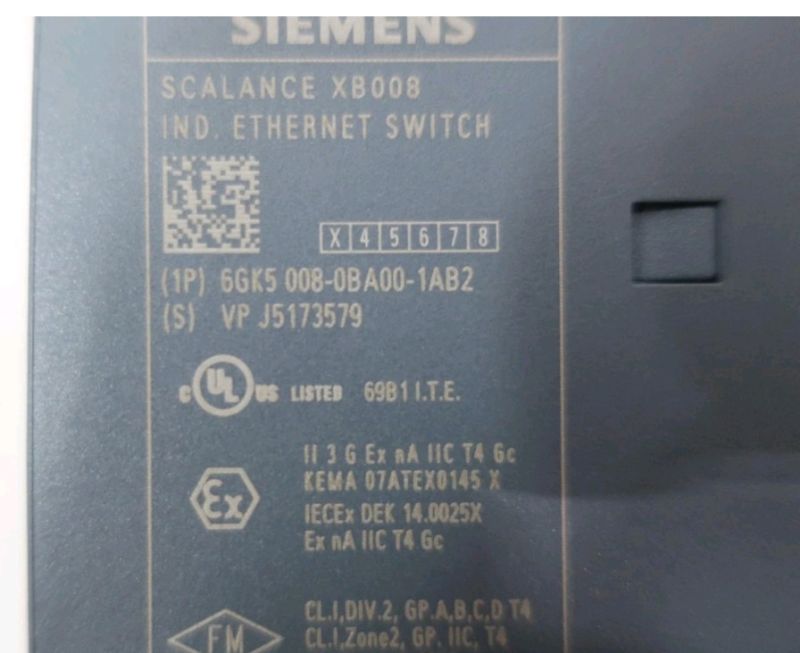 SIEMENS
SCALANCE XB008
IND. ETHERNET SWITCH
X 4 5 6 7 8
(1P) 6GK5 008-0BA00-1AB2
(S) VP J5173579
C UL US LISTED 69B1 I.T.E.
II 3 G Ex nA IIC T4 Gc
KEMA 07ATEX0145 X
Ex
IECEx DEK 14.0025X
Ex nA IIC T4 Gc
CL.I,DIV.2, GP.A,B,C,D T4
FM
CL.I,Zone2, GP. IIC, T4